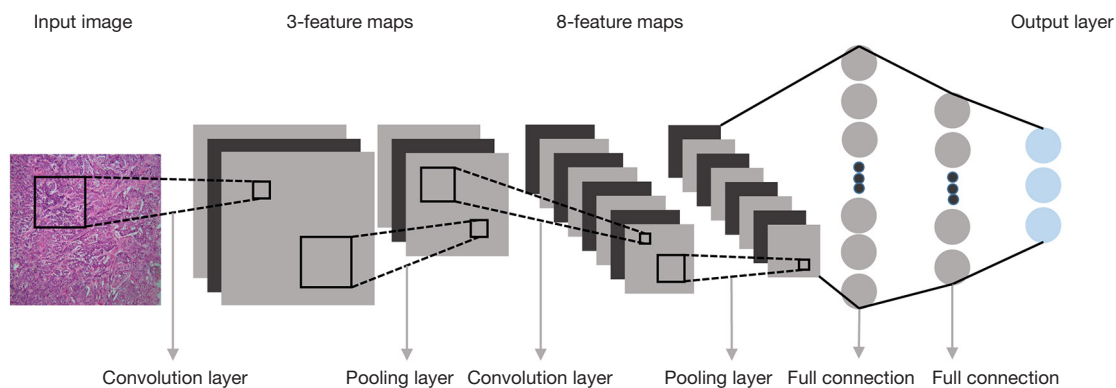 Input image
3-feature maps
8-feature maps
Output layer
Convolution layer
Pooling layer
Convolution layer
Pooling layer
Full connection
Full connection